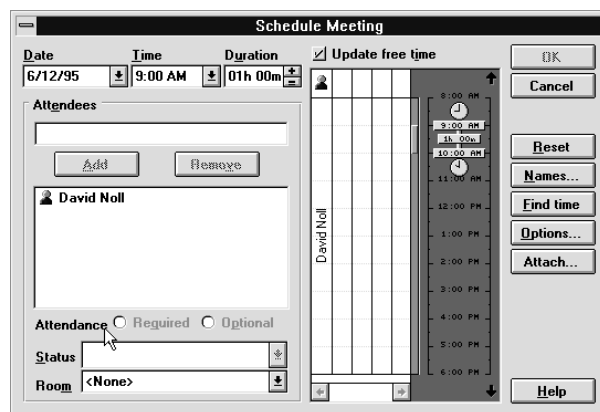 Schedule Meeting
Date Time Duration
6/12/95 9:00 AM 01h 00m
Update free time
OK
Cancel
Attendees
Add Remove
David Noll
Attendance Required Optional
Status
Room <None>
David Noll
8:00 AM
9:00 AM
1h 00m
10:00 AM
11:00 AM
12:00 PM
1:00 PM
2:00 PM
3:00 PM
4:00 PM
5:00 PM
6:00 PM
Reset
Names...
Find time
Options...
Attach...
Help